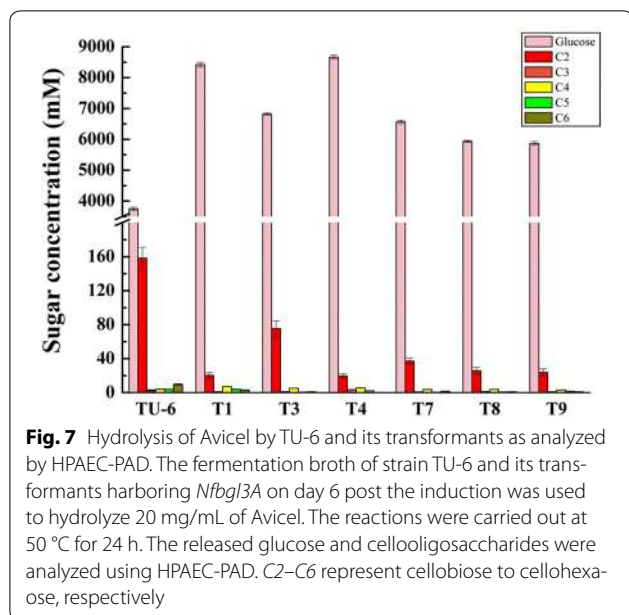 9000
8000
7000
6000
5000
4000
160
120
80
40
0
Sugar concentration (mM)
Glucose
C2
C3
C4
C5
C6
TU-6 T1 T3 T4 T7 T8 T9
Fig. 7 Hydrolysis of Avicel by TU-6 and its transformants as analyzed
by HPAEC-PAD. The fermentation broth of strain TU-6 and its trans-
formants harboring Nfbgl3A on day 6 post the induction was used
to hydrolyze 20 mg/mL of Avicel. The reactions were carried out at
50 °C for 24 h. The released glucose and cellooligosaccharides were
analyzed using HPAEC-PAD. C2–C6 represent cellobiose to cellohexa-
ose, respectively